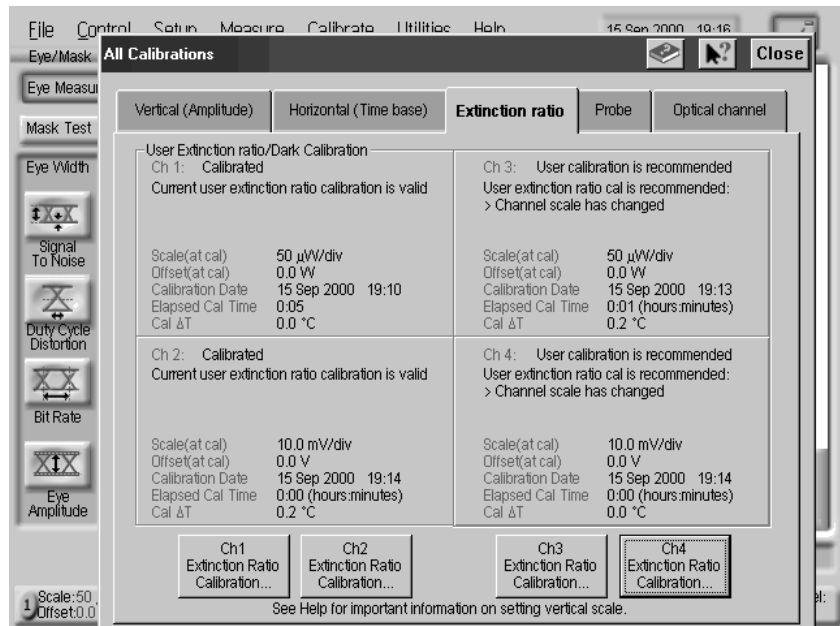 File Control Setup Measure Calibrate Utilities Help 15 Sep 2000 19:16
Eye/Mask
All Calibrations
Close
Eye Measu
Mask Test
Vertical (Amplitude) Horizontal (Time base) Extinction ratio Probe Optical channel
User Extinction ratio/Dark Calibration
Ch 1: Calibrated
Current user extinction ratio calibration is valid
Scale(at cal) 50 µW/div
Offset(at cal) 0.0 W
Calibration Date 15 Sep 2000 19:10
Elapsed Cal Time 0:05
Cal ΔT 0.0 °C
Ch 3: User calibration is recommended
User extinction ratio cal is recommended:
> Channel scale has changed
Scale(at cal) 50 µW/div
Offset(at cal) 0.0 W
Calibration Date 15 Sep 2000 19:13
Elapsed Cal Time 0:01 (hours:minutes)
Cal ΔT 0.2 °C
Ch 2: Calibrated
Current user extinction ratio calibration is valid
Scale(at cal) 10.0 mV/div
Offset(at cal) 0.0 V
Calibration Date 15 Sep 2000 19:14
Elapsed Cal Time 0:00 (hours:minutes)
Cal ΔT 0.2 °C
Ch 4: User calibration is recommended
User extinction ratio cal is recommended:
> Channel scale has changed
Scale(at cal) 10.0 mV/div
Offset(at cal) 0.0 V
Calibration Date 15 Sep 2000 19:14
Elapsed Cal Time 0:00 (hours:minutes)
Cal ΔT 0.0 °C
Eye Width
Signal
To Noise
Duty Cycle
Distortion
Bit Rate
Eye
Amplitude
Ch1
Extinction Ratio
Calibration...
Ch2
Extinction Ratio
Calibration...
Ch3
Extinction Ratio
Calibration...
Ch4
Extinction Ratio
Calibration...
See Help for important information on setting vertical scale.
1 Scale:50
Offset:0.0
el: